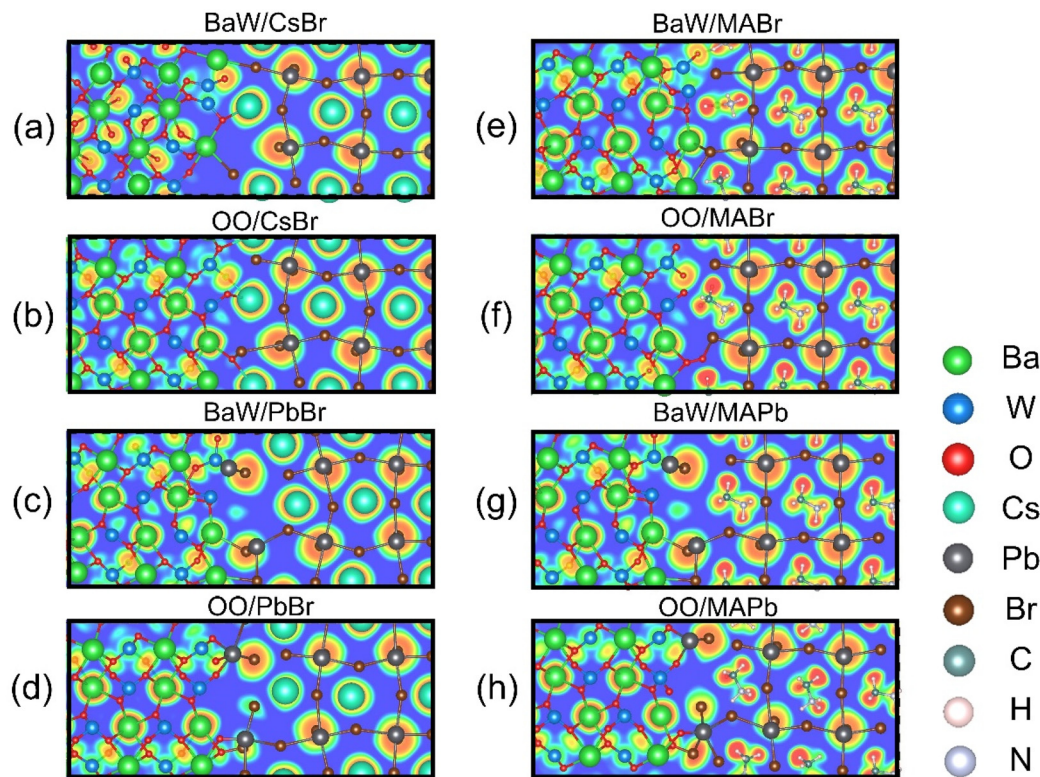 BaW/CsBr
(a)
OO/CsBr
(b)
BaW/PbBr
(c)
OO/PbBr
(d)
BaW/MABr
(e)
OO/MABr
(f)
BaW/MAPb
(g)
OO/MAPb
(h)
Ba
W
O
Cs
Pb
Br
C
H
N